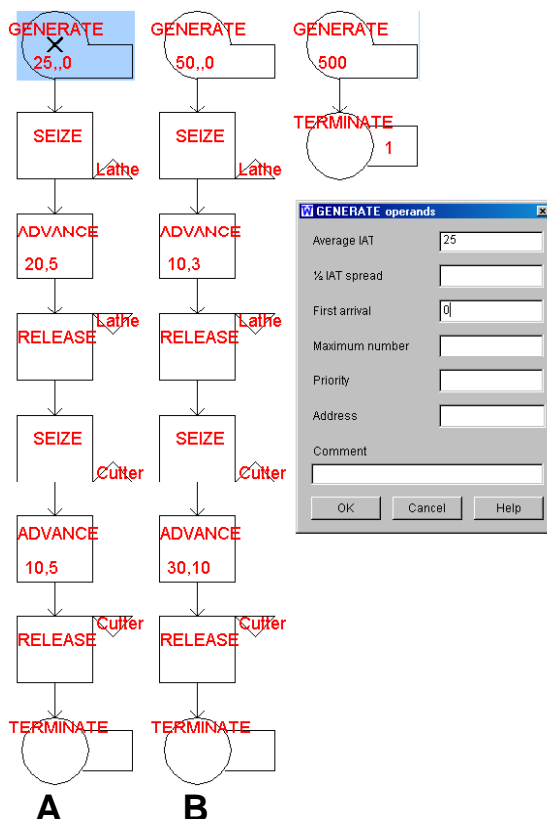 GENERATE
25,,0
SEIZE
Lathe
ADVANCE
20,5
Lathe
RELEASE
SEIZE
Cutter
ADVANCE
10,5
Cutter
RELEASE
TERMINATE
A
GENERATE
50,,0
SEIZE
Lathe
ADVANCE
10,3
Lathe
RELEASE
SEIZE
Cutter
ADVANCE
30,10
Cutter
RELEASE
TERMINATE
B
GENERATE
500
TERMINATE
1
W GENERATE operands
Average IAT 25
½ IAT spread
First arrival 0
Maximum number
Priority
Address
Comment
OK Cancel Help